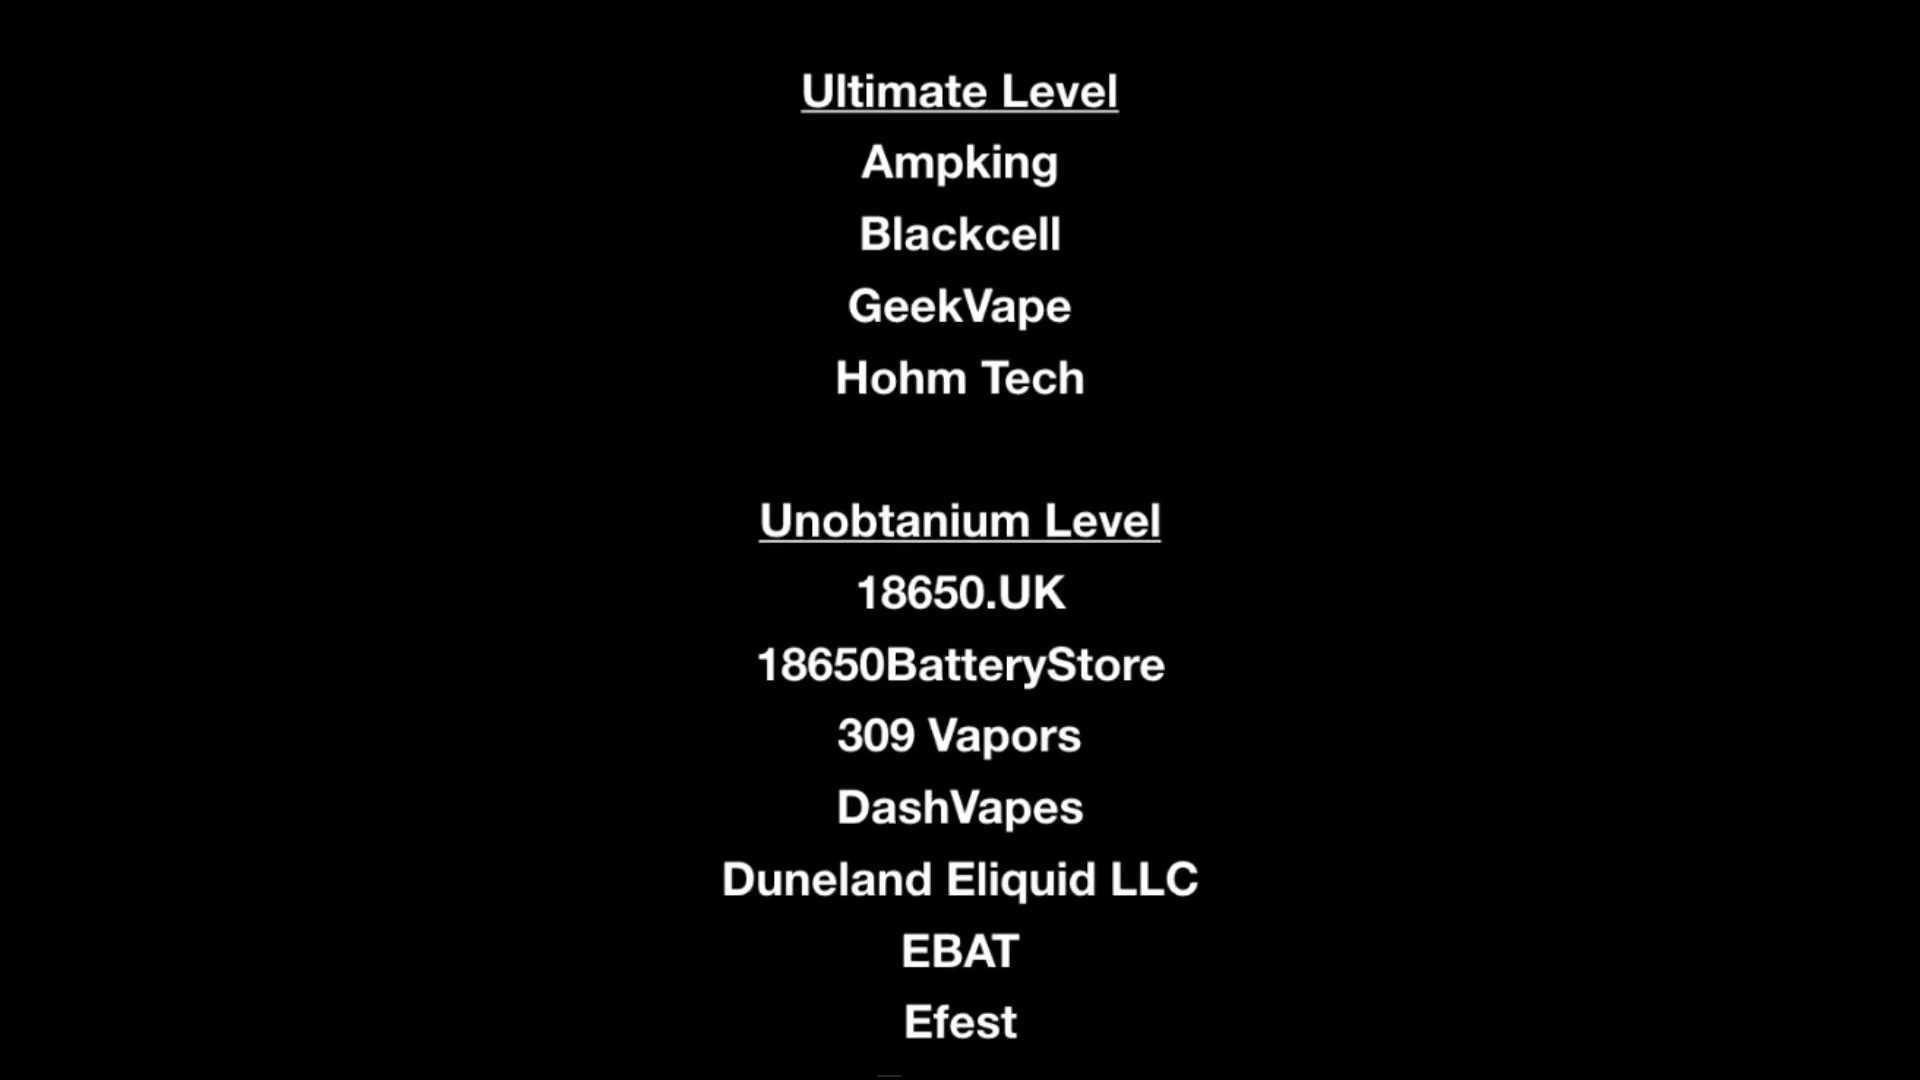 Ultimate Level
Ampking
Blackcell
GeekVape
Hohm Tech
Unobtanium Level
18650.UK
18650BatteryStore
309 Vapors
DashVapes
Duneland Eliquid LLC
EBAT
Efest